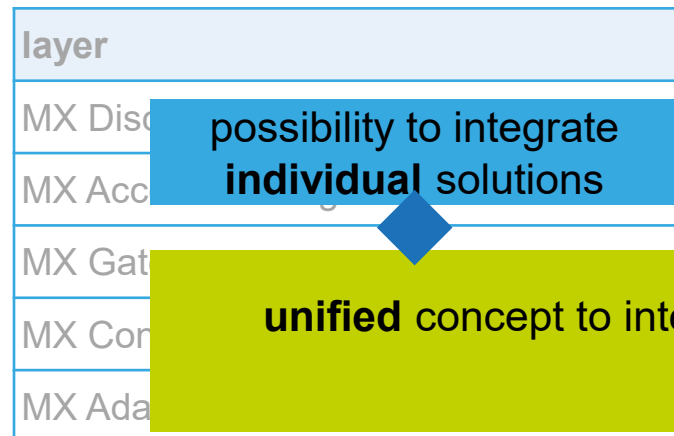 layer
MX Disc
possibility to integrate
individual solutions
MX Acc
MX Gat
unified concept to int
MX Con
MX Ada